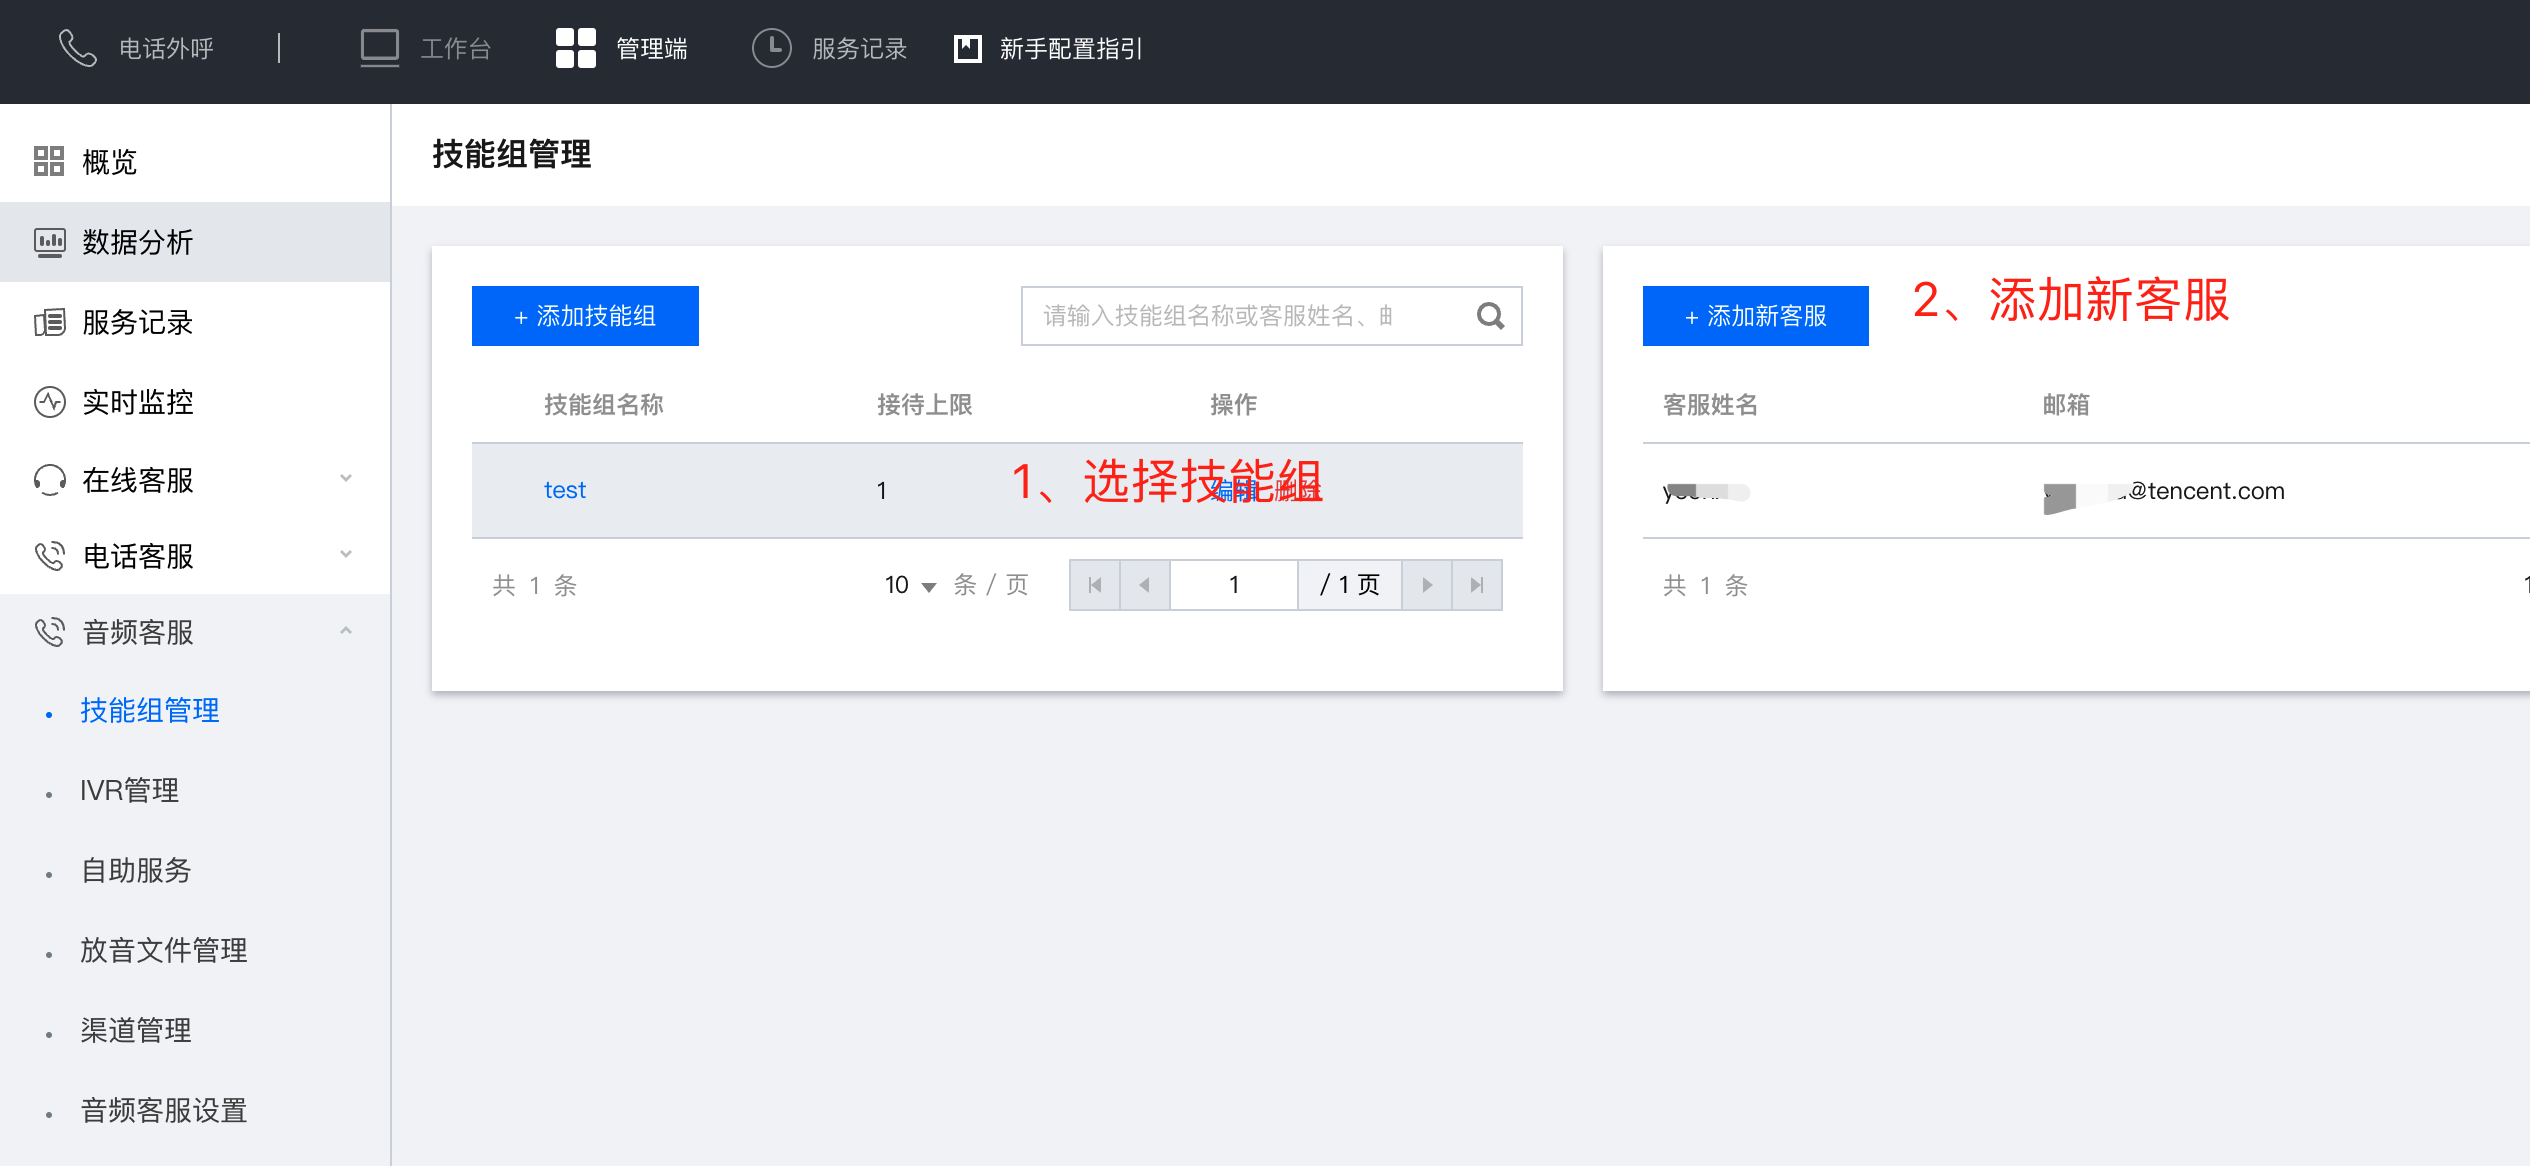 电话外呼 | 工作台 管理端 服务记录 新手配置指引
概览
数据分析
服务记录
实时监控
在线客服
电话客服
音频客服
技能组管理
IVR管理
自助服务
放音文件管理
渠道管理
音频客服设置
技能组管理
+ 添加技能组
请输入技能组名称或客服姓名、
技能组名称 接待上限 操作
test 1 编辑 删除
1、选择技能组
共 1 条 10 条 / 页 1 / 1 页
+ 添加新客服
2、添加新客服
客服姓名 邮箱
@tencent.com
共 1 条